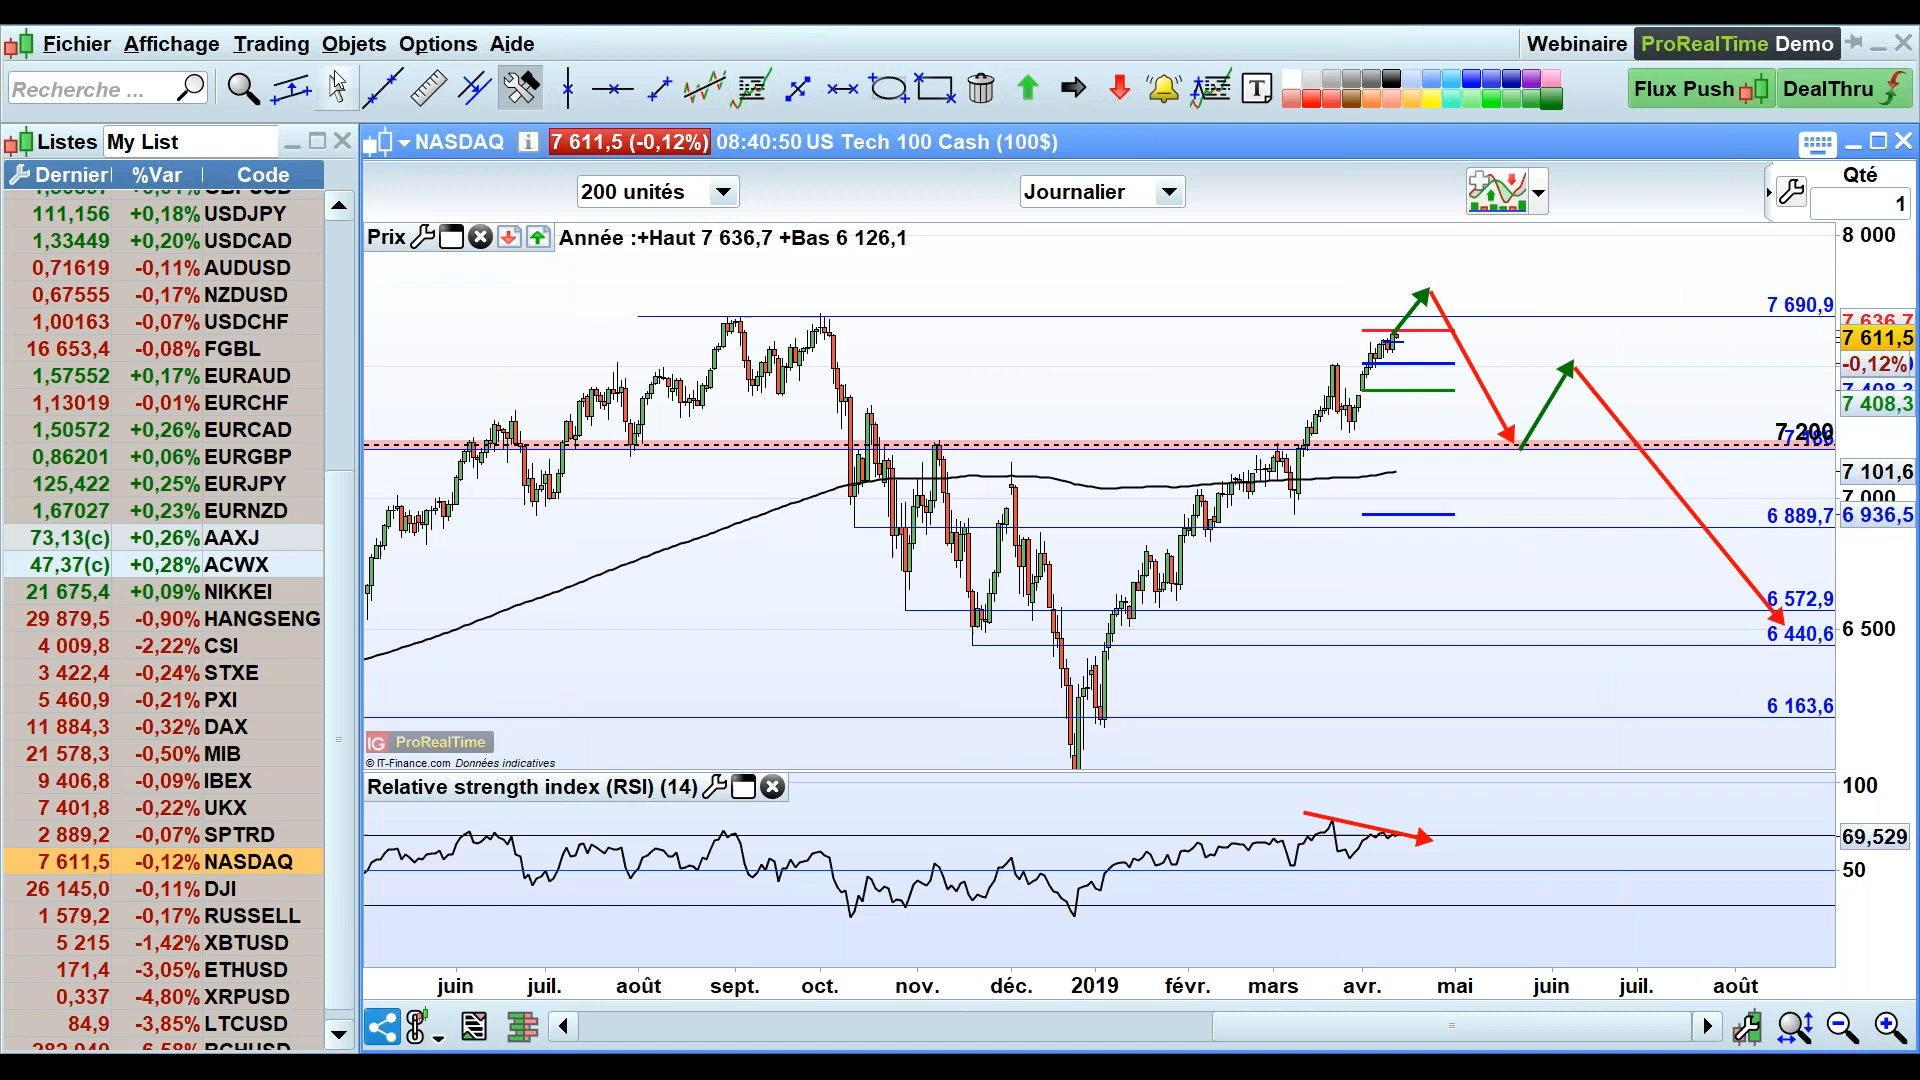 Fichier Affichage Trading Objets Options Aide
Webinaire ProRealTime Demo
Recherche ...
T
Flux Push DealThru
Listes My List
Dernier %Var Code
111,156 +0,18% USDJPY
1,33449 +0,20% USDCAD
0,71619 -0,11% AUDUSD
0,67555 -0,17% NZDUSD
1,00163 -0,07% USDCHF
16 653,4 -0,08% FGBL
1,57552 +0,17% EURAUD
1,13019 -0,01% EURCHF
1,50572 +0,26% EURCAD
0,86201 +0,06% EURGBP
125,422 +0,25% EURJPY
1,67027 +0,23% EURNZD
73,13(c) +0,26% AAXJ
47,37(c) +0,28% ACWX
21 675,4 +0,09% NIKKEI
29 879,5 -0,90% HANGSENG
4 009,8 -2,22% CSI
3 422,4 -0,24% STXE
5 460,9 -0,21% PXI
11 884,3 -0,32% DAX
21 578,3 -0,50% MIB
9 406,8 -0,09% IBEX
7 401,8 -0,22% UKX
2 889,2 -0,07% SPTRD
7 611,5 -0,12% NASDAQ
26 145,0 -0,11% DJI
1 579,2 -0,17% RUSSELL
5 215 -1,42% XBTUSD
171,4 -3,05% ETHUSD
0,337 -4,80% XRPUSD
84,9 -3,85% LTCUSD
NASDAQ i 7 611,5 (-0,12%) 08:40:50 US Tech 100 Cash (100$)
200 unités
Journalier
Qté
1
Prix Année :+Haut 7 636,7 +Bas 6 126,1
8 000
7 690,9
7 636,7
7 611,5
-0,12%
7 408,3
7 200
7 101,6
7 000
6 889,7
6 936,5
6 572,9
6 500
6 440,6
6 163,6
IG ProRealTime
© IT-Finance.com Données indicatives
Relative strength index (RSI) (14)
100
69,529
50
juin juil. août sept. oct. nov. déc. 2019 févr. mars avr. mai juin juil. août